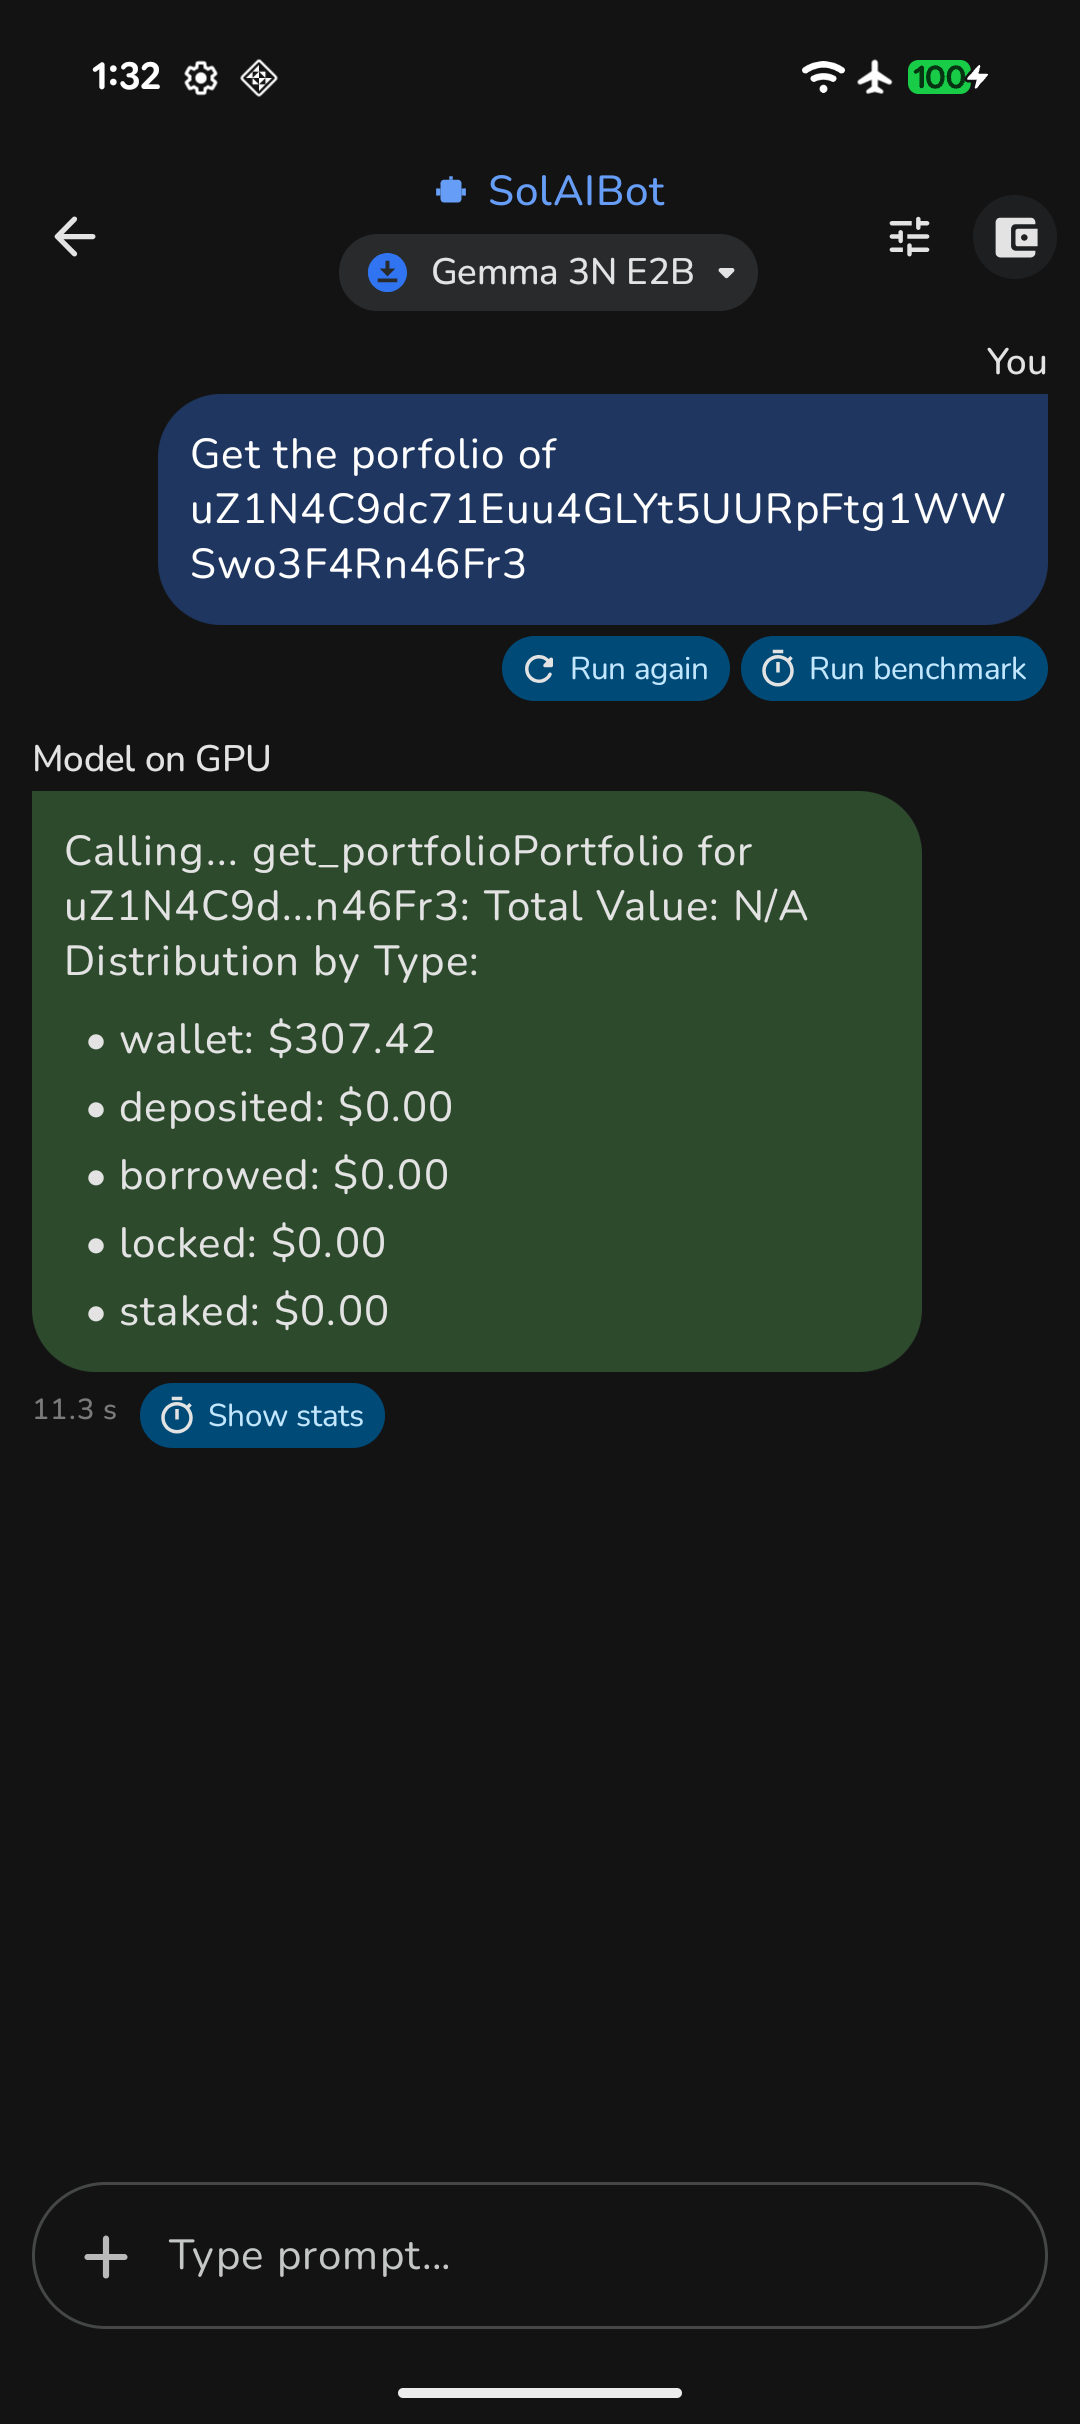 1:32
100
SolAIBot
Gemma 3N E2B
You
Get the porfolio of
uZ1N4C9dc71Euu4GLYt5UURpFtg1WW
Swo3F4Rn46Fr3
Run again
Run benchmark
Model on GPU
Calling... get_portfolioPortfolio for
uZ1N4C9d...n46Fr3: Total Value: N/A
Distribution by Type:
• wallet: $307.42
• deposited: $0.00
• borrowed: $0.00
• locked: $0.00
• staked: $0.00
11.3 s
Show stats
Type prompt...